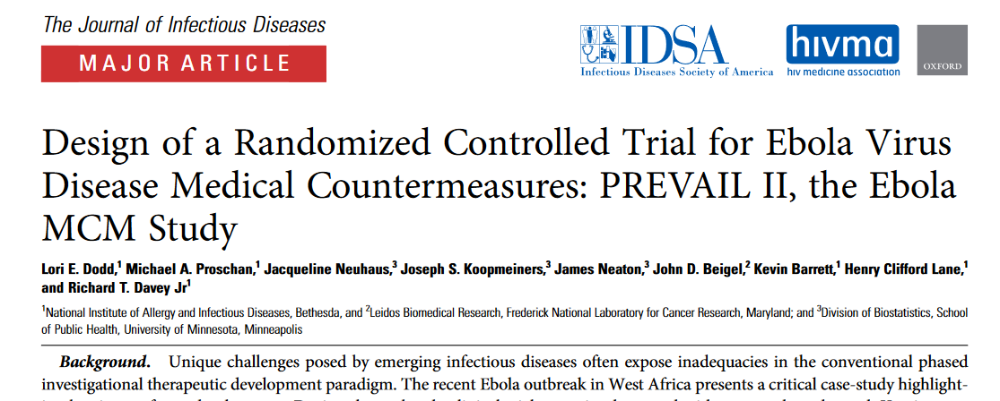 The Journal of Infectious Diseases
MAJOR ARTICLE
IDSA
Infectious Diseases Society of America
hivma
hiv medicine association
OXFORD
Design of a Randomized Controlled Trial for Ebola Virus
Disease Medical Countermeasures: PREVAIL II, the Ebola
MCM Study
Lori E. Dodd,¹ Michael A. Proschan,¹ Jacqueline Neuhaus,³ Joseph S. Koopmeiners,³ James Neaton,³ John D. Beigel,² Kevin Barrett,¹ Henry Clifford Lane,¹
and Richard T. Davey Jr¹
¹National Institute of Allergy and Infectious Diseases, Bethesda, and ²Leidos Biomedical Research, Frederick National Laboratory for Cancer Research, Maryland; and ³Division of Biostatistics, School
of Public Health, University of Minnesota, Minneapolis
Background. Unique challenges posed by emerging infectious diseases often expose inadequacies in the conventional phased
investigational therapeutic development paradigm. The recent Ebola outbreak in West Africa presents a critical case-study highlight-